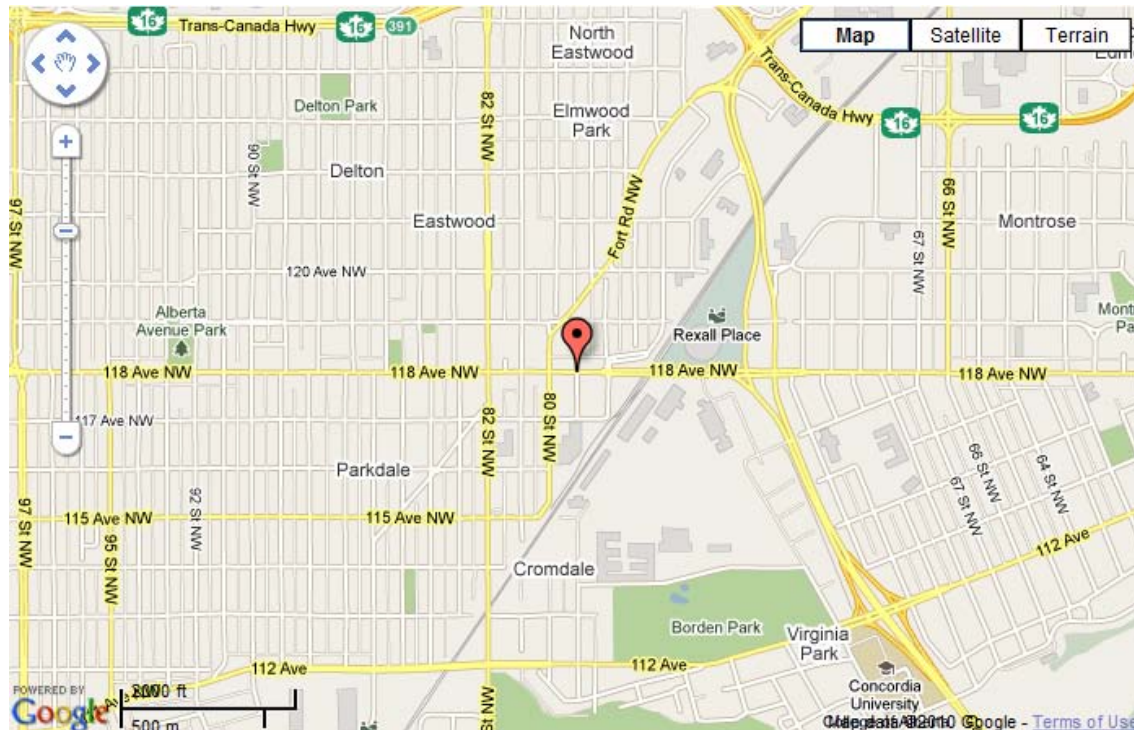 16
Trans-Canada Hwy
16
391
North
Eastwood
Map
Satellite
Terrain
Delton Park
82 St NW
Elmwood
Park
Trans-Canada Hwy
16
16
90 St NW
Delton
97 St NW
Fort Rd NW
66 St NW
Eastwood
67 St NW
Montrose
120 Ave NW
Alberta
Avenue Park
Rexall Place
118 Ave NW
118 Ave NW
118 Ave NW
118 Ave NW
117 Ave NW
82 St NW
80 St NW
Parkdale
66 St NW
64 St NW
67 St NW
92 St NW
97 St NW
115 Ave NW
115 Ave NW
95 St NW
112 Ave
Cromdale
Borden Park
Virginia
Park
112 Ave
112 Ave
Concordia
University
POWERED BY
Google
500 m
Google - Terms of Use